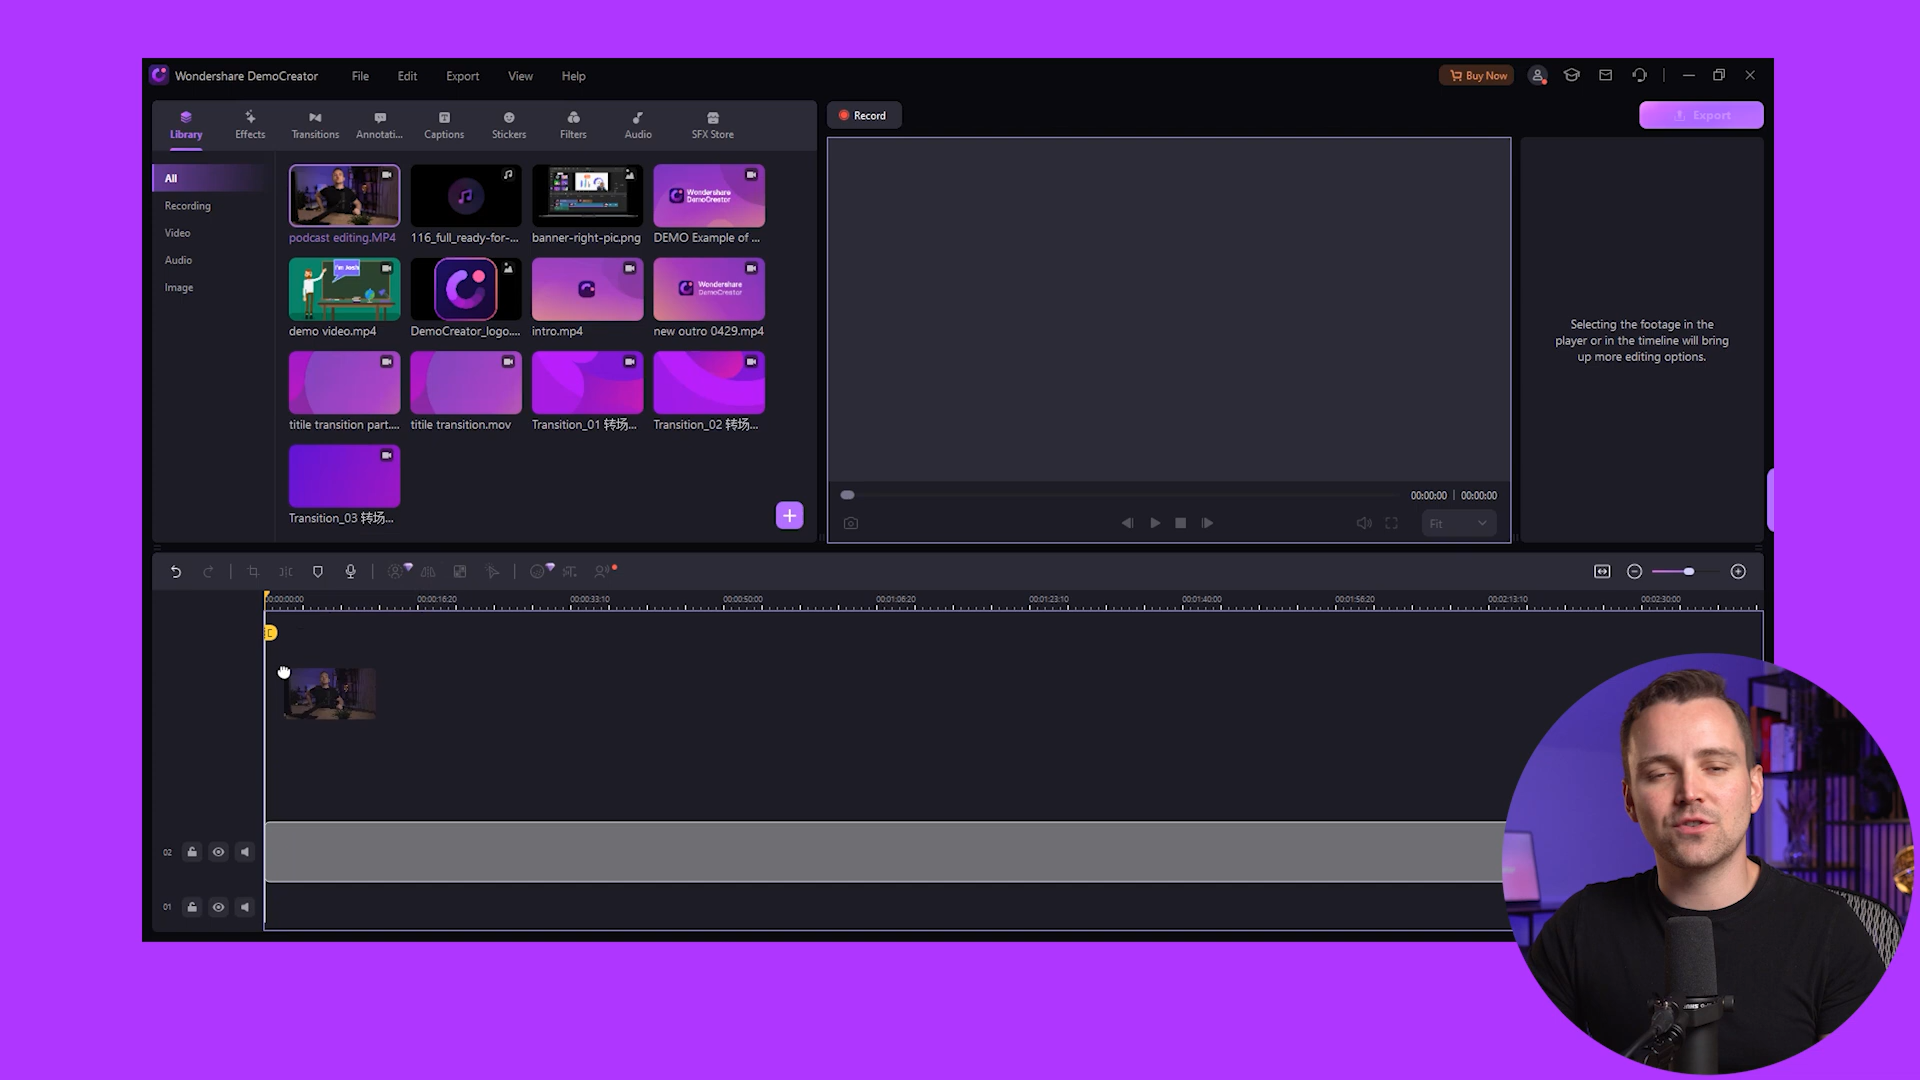 Wondershare DemoCreator File Edit Export View Help Buy Now
Library Effects Transitions Annotati... Captions Stickers Filters Audio SFX Store
Record
Export
All
Recording
Video
Audio
Image
podcast editing.MP4 116_full_ready-for-... banner-right-pic.png DEMO Example of ...
Wondershare
DemoCreator
demo video.mp4 DemoCreator_logo.... intro.mp4 new outro 0429.mp4
Wondershare
DemoCreator
titile transition part.... titile transition.mov Transition_01 转场... Transition_02 转场...
Transition_03 转场...
Selecting the footage in the
player or in the timeline will bring
up more editing options.
00:00:00 | 00:00:00
Fit
00:00:00:00 00:00:16:20 00:00:33:10 00:00:50:00 00:01:06:20 00:01:23:10 00:01:40:00 00:01:56:20 00:02:13:10 00:02:30:00
02
01